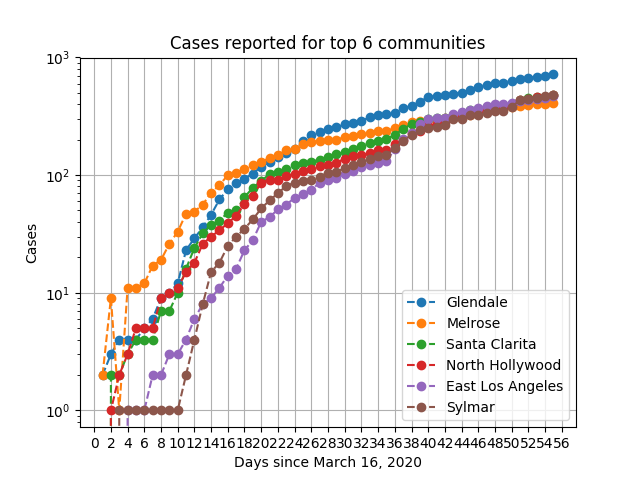 Cases reported for top 6 communities
10³
10²
10¹
10⁰
Cases
0 2 4 6 8 10 12 14 16 18 20 22 24 26 28 30 32 34 36 38 40 42 44 46 48 50 52 54 56
Days since March 16, 2020
Glendale
Melrose
Santa Clarita
North Hollywood
East Los Angeles
Sylmar